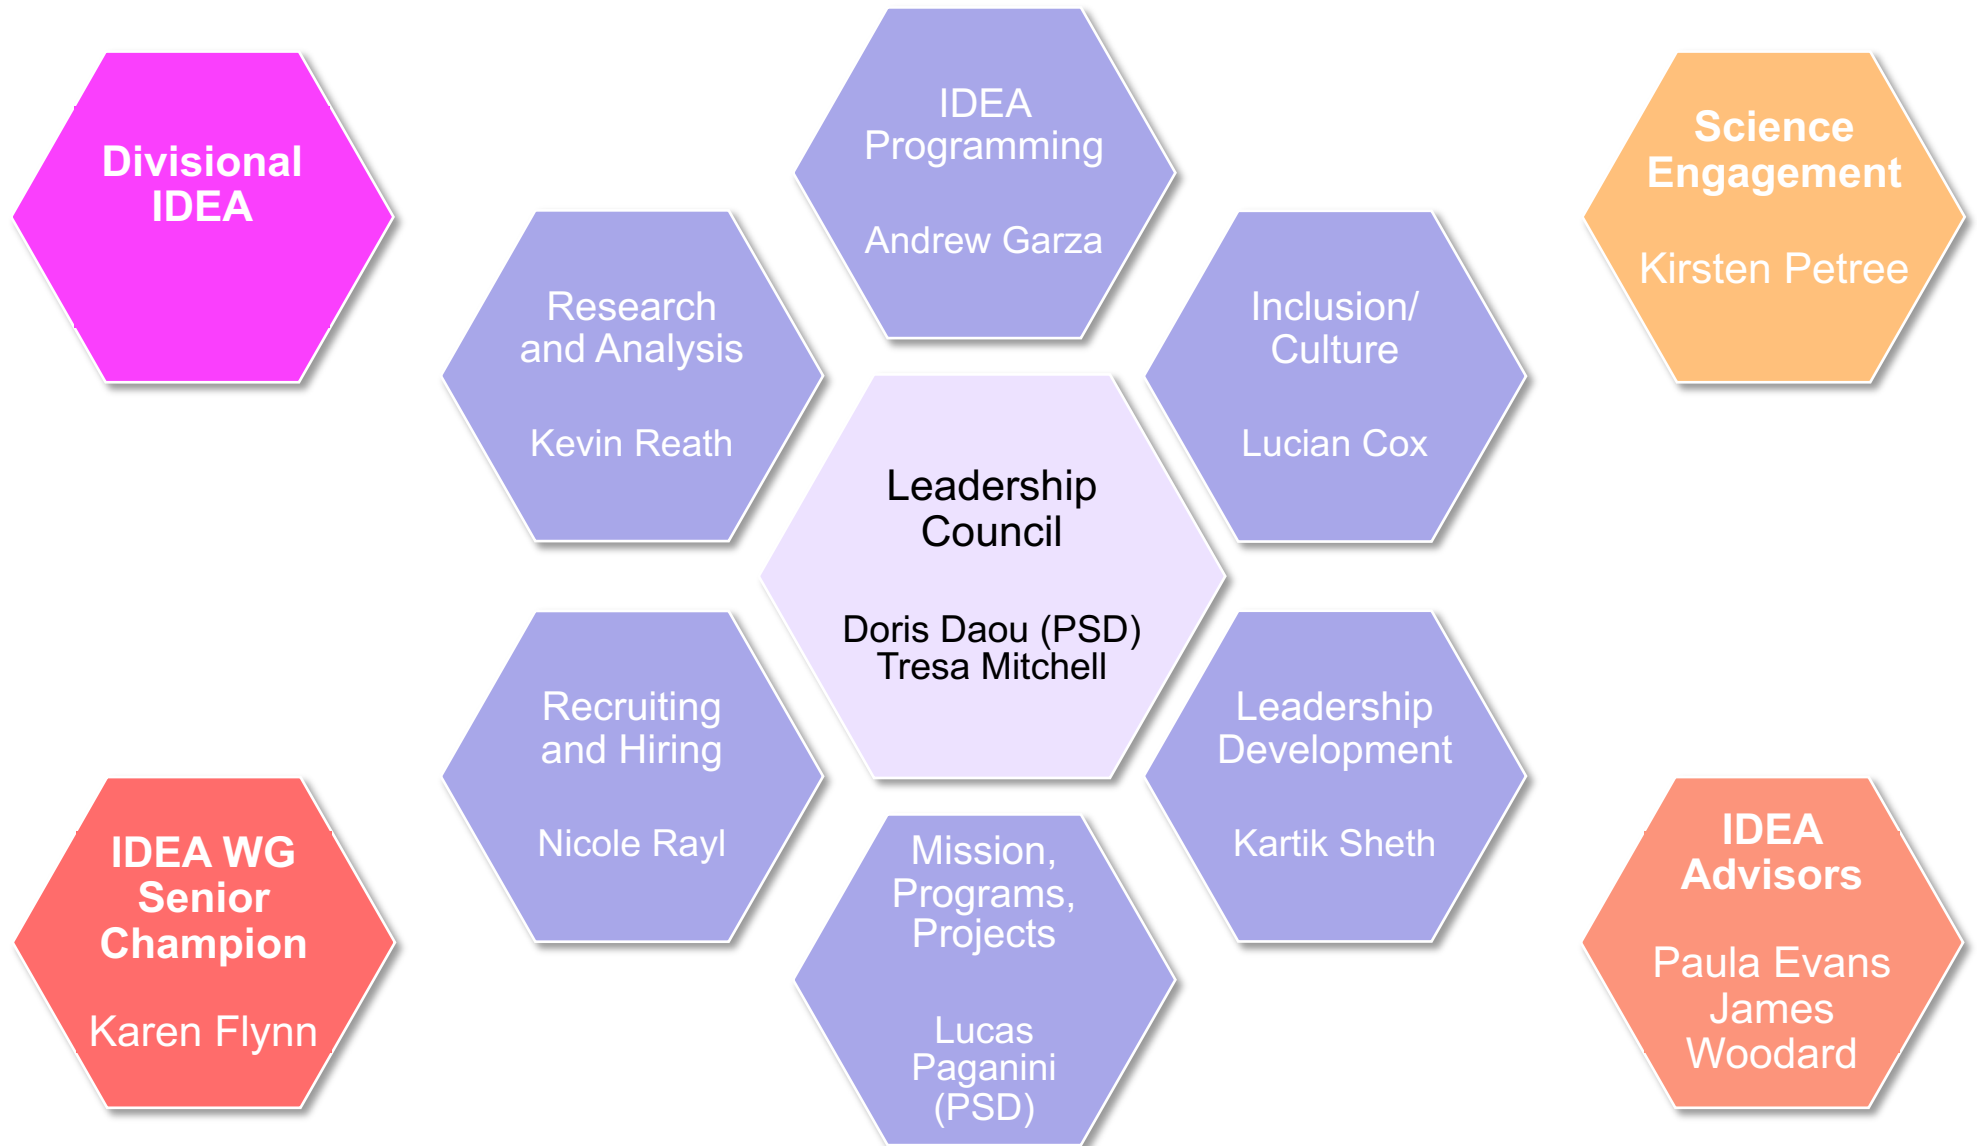 Divisional
IDEA
IDEA
Programming
Andrew Garza
Science
Engagement
Kirsten Petree
Research
and Analysis
Kevin Reath
Inclusion/
Culture
Lucian Cox
Leadership
Council
Doris Daou (PSD)
Tresa Mitchell
Recruiting
and Hiring
Nicole Rayl
Leadership
Development
Kartik Sheth
IDEA WG
Senior
Champion
Karen Flynn
Mission,
Programs,
Projects
Lucas
Paganini
(PSD)
IDEA
Advisors
Paula Evans
James
Woodard